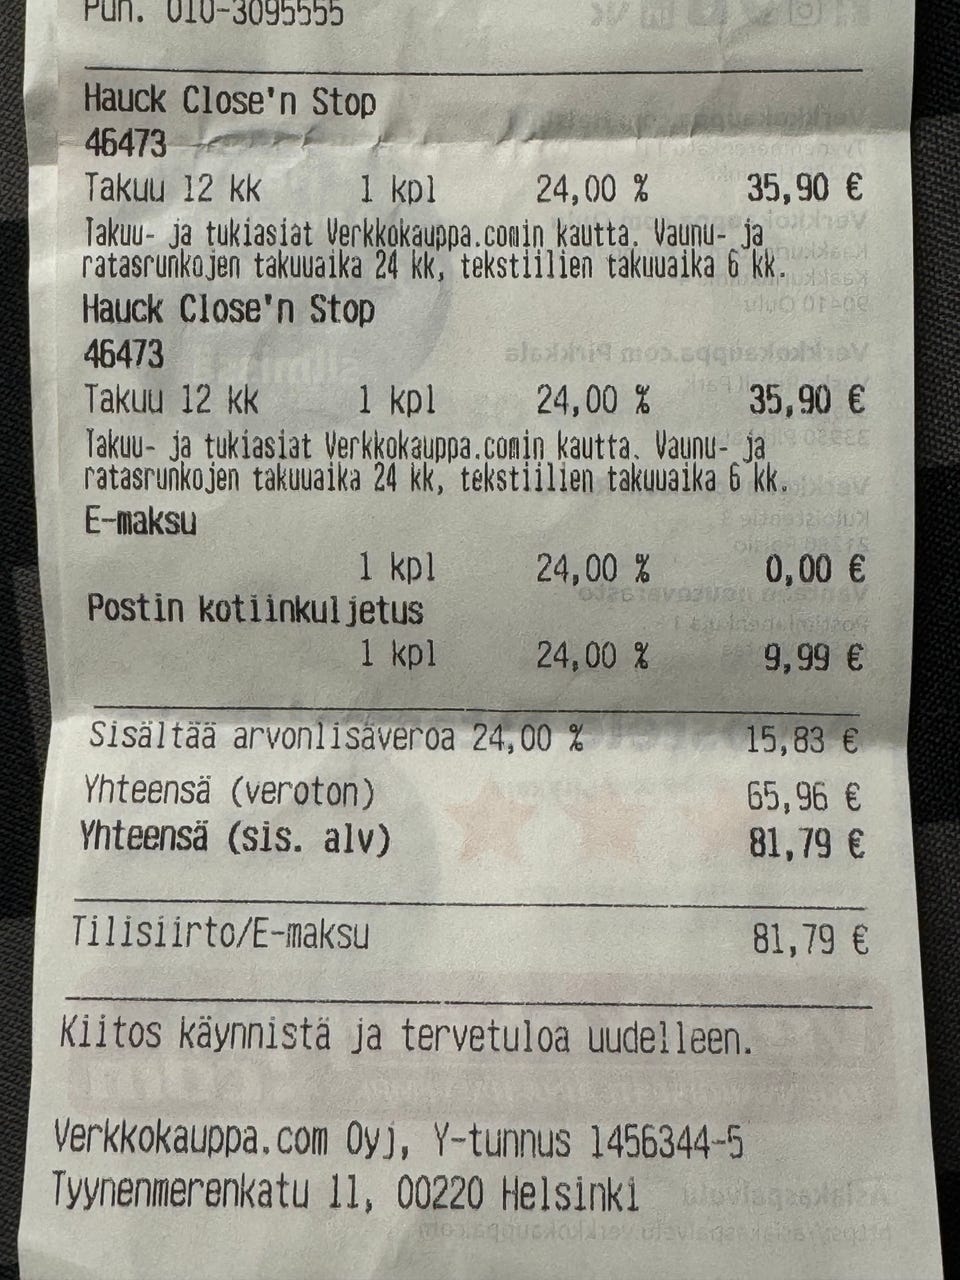 Puh. 010-3095555
Hauck Close'n Stop
46473
Takuu 12 kk 1 kpl 24,00 % 35,90 €
Takuu- ja tukiasiat Verkkokauppa.comin kautta. Vaunu- ja
ratasrunkojen takuuaika 24 kk, tekstiilien takuuaika 6 kk.
Hauck Close'n Stop
46473
Takuu 12 kk 1 kpl 24,00 % 35,90 €
Takuu- ja tukiasiat Verkkokauppa.comin kautta. Vaunu- ja
ratasrunkojen takuuaika 24 kk, tekstiilien takuuaika 6 kk.
E-maksu
1 kpl 24,00 % 0,00 €
Postin kotiinkuljetus
1 kpl 24,00 % 9,99 €
Sisältää arvonlisäveroa 24,00 % 15,83 €
Yhteensä (veroton) 65,96 €
Yhteensä (sis. alv) 81,79 €
Tilisiirto/E-maksu 81,79 €
Kiitos käynnistä ja tervetuloa uudelleen.
Verkkokauppa.com Oyj, Y-tunnus 1456344-5
Tyynenmerenkatu 11, 00220 Helsinki